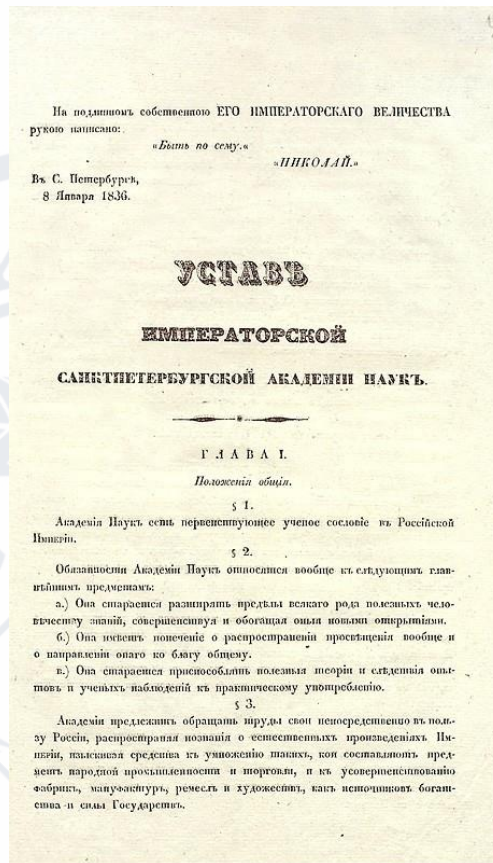 На подлинномъ собственною ЕГО ИМПЕРАТОРСКАГО ВЕЛИЧЕСТВА
рукою написано:
«Быть по сему.«
«НИКОЛАЙ.»
Въ С. Петербургѣ,
8 Января 1836.
УСТАВЪ
ИМПЕРАТОРСКОЙ
САНКТПЕТЕРБУРГСКОЙ АКАДЕМІИ НАУКЪ.
ГЛАВА I.
Положенія общія.
§ 1.
Академія Наукъ есть первенствующее ученое сословіе въ Россійской
Имперіи.
§ 2.
Обязанности Академіи Наукъ относятся вообще къ слѣдующимъ глав-
нѣйшимъ предметамъ:
а.) Она старается разширять предѣлы всякаго рода полезныхъ чело-
вѣчеству знаній, совершенствуя и обогащая оныя новыми открытіями.
б.) Она имѣетъ попеченіе о распространеніи просвѣщенія вообще и
о направленіи онаго ко благу общему.
в.) Она старается приспособлять полезныя теоріи и слѣдствія опы-
товъ и ученыхъ наблюденій къ практическому употребленію.
§ 3.
Академіи предлежитъ обращать труды свои непосредственно въ поль-
зу Россіи, распространяя познанія о естественныхъ произведеніяхъ Им-
періи, изыскивая средства къ умноженію такихъ, кои составляютъ пред-
метъ народной промышленности и торговли, и къ усовершенствованію
фабрикъ, мануфактуръ, ремеслъ и художествъ, какъ источниковъ богат-
ства и силы Государствъ.